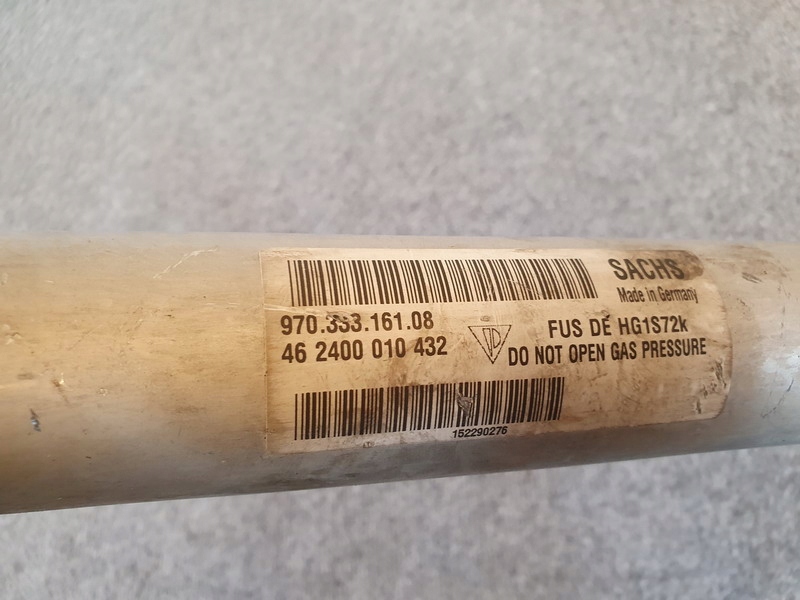 SACHS
Made in Germany
970.333.161.08
46 2400 010 432
FUS DE HG1S72k
DO NOT OPEN GAS PRESSURE
152290276